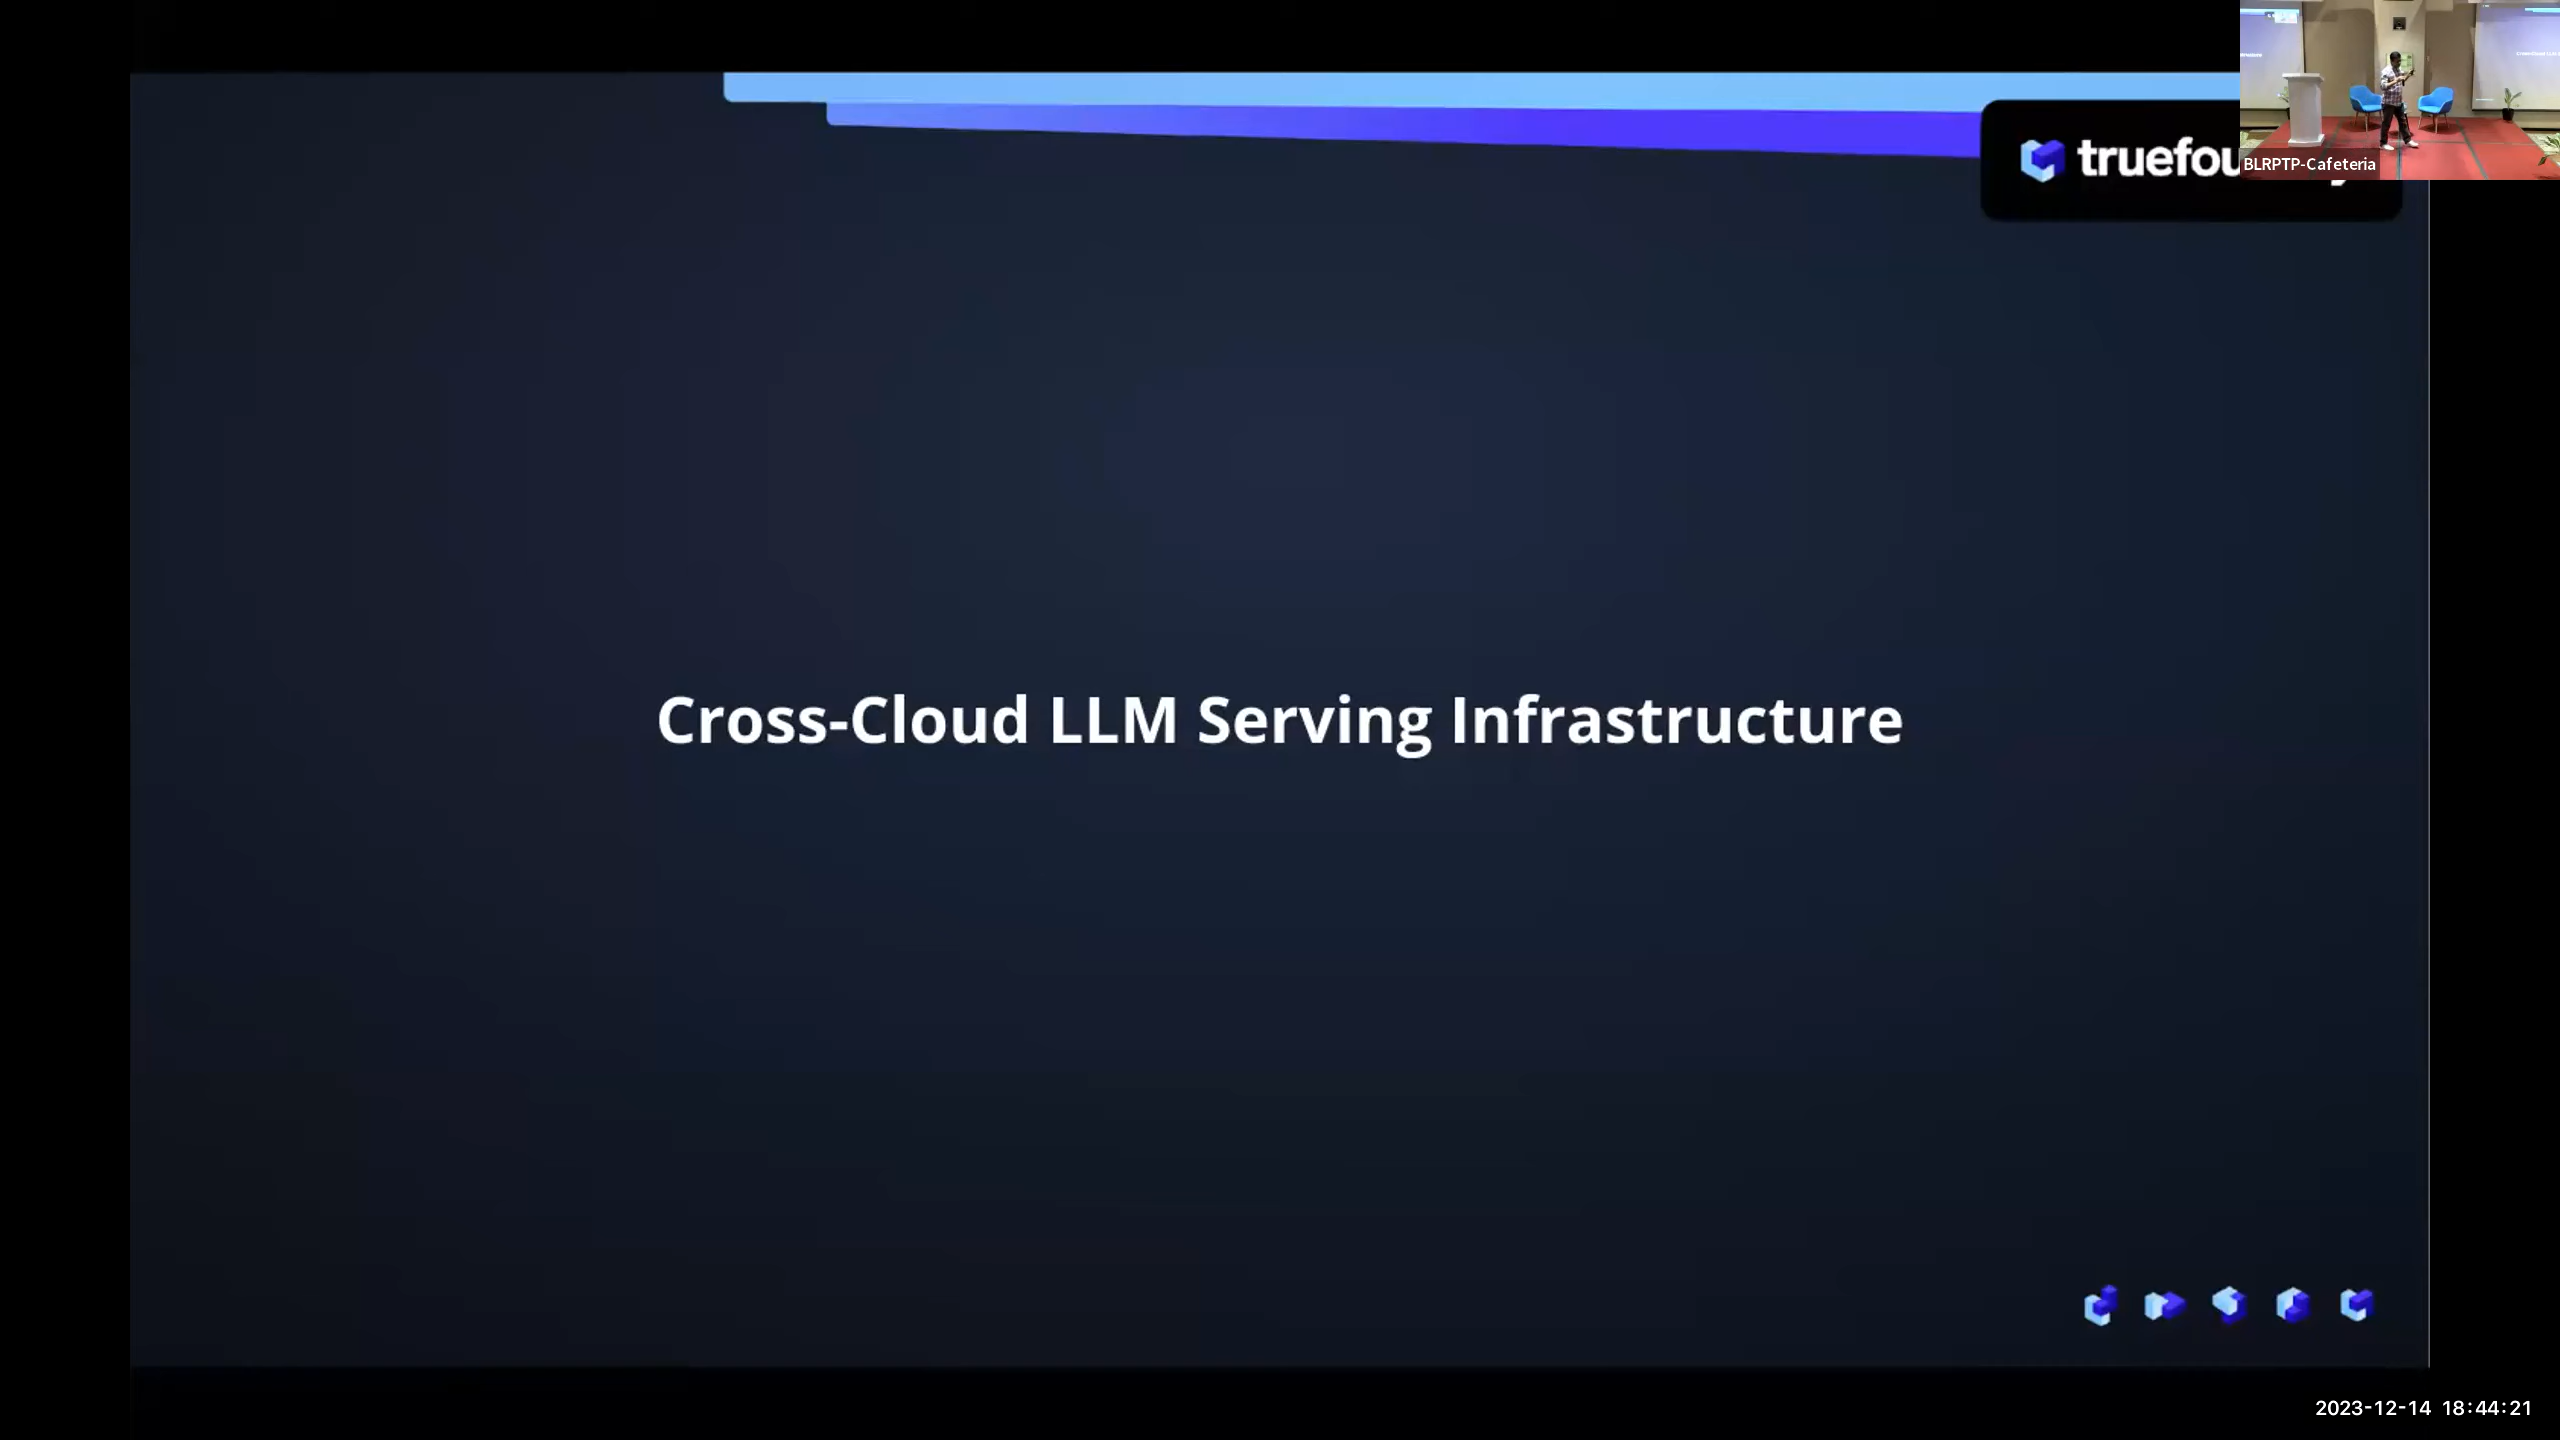 truefou
BLRPTP-Cafeteria
Cross-Cloud LLM Serving Infrastructure
2023-12-14 18:44:21